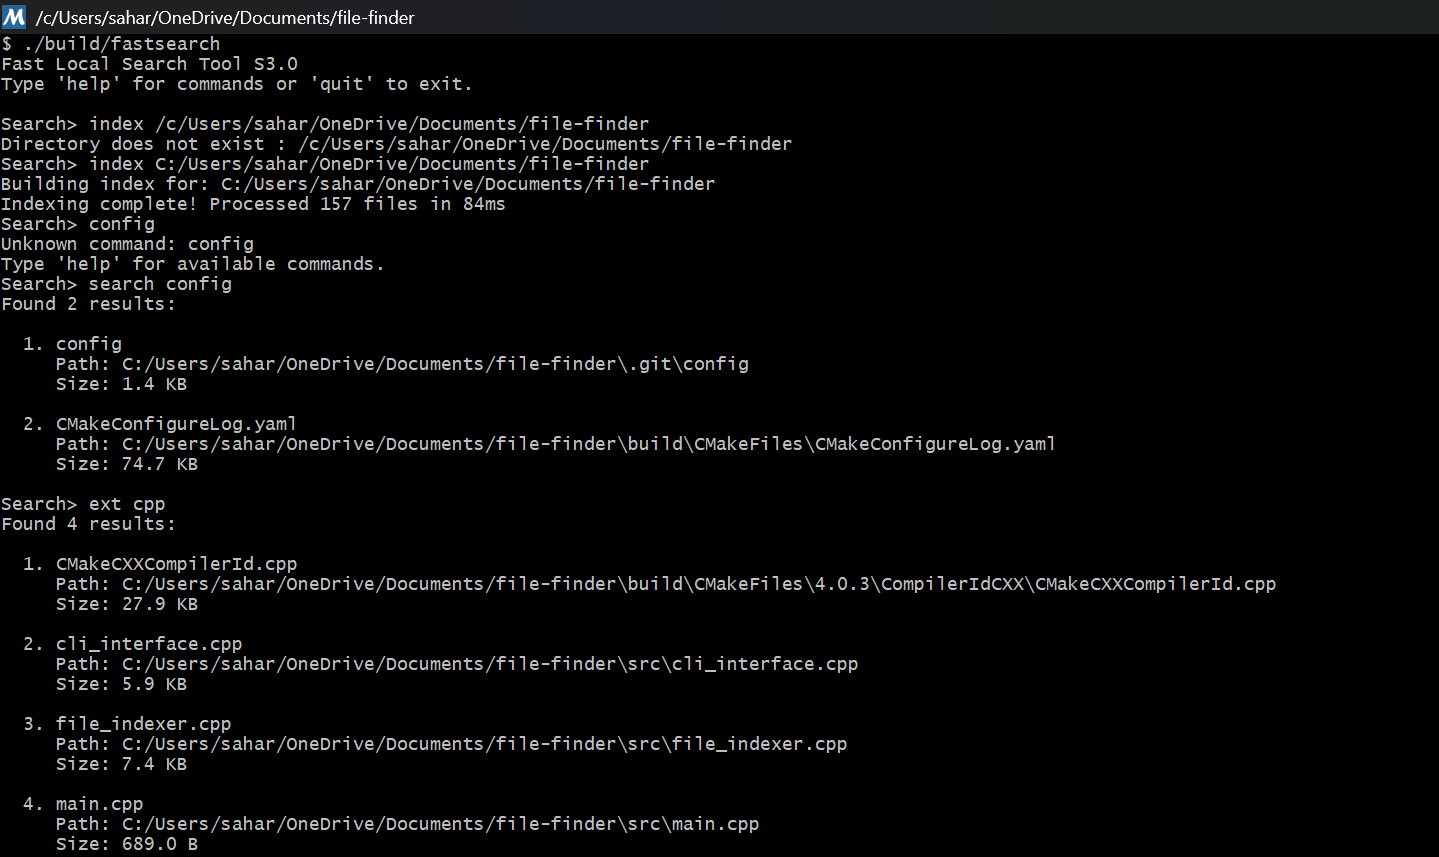 M /c/Users/sahar/OneDrive/Documents/file-finder
$ ./build/fastsearch
Fast Local Search Tool S3.0
Type 'help' for commands or 'quit' to exit.
Search> index /c/Users/sahar/OneDrive/Documents/file-finder
Directory does not exist : /c/Users/sahar/OneDrive/Documents/file-finder
Search> index C:/Users/sahar/OneDrive/Documents/file-finder
Building index for: C:/Users/sahar/OneDrive/Documents/file-finder
Indexing complete! Processed 157 files in 84ms
Search> config
Unknown command: config
Type 'help' for available commands.
Search> search config
Found 2 results:
1. config
Path: C:/Users/sahar/OneDrive/Documents/file-finder\.git\config
Size: 1.4 KB
2. CMakeConfigureLog.yaml
Path: C:/Users/sahar/OneDrive/Documents/file-finder\build\CMakeFiles\CMakeConfigureLog.yaml
Size: 74.7 KB
Search> ext cpp
Found 4 results:
1. CMakeCXXCompilerId.cpp
Path: C:/Users/sahar/OneDrive/Documents/file-finder\build\CMakeFiles\4.0.3\CompilerIdCXX\CMakeCXXCompilerId.cpp
Size: 27.9 KB
2. cli_interface.cpp
Path: C:/Users/sahar/OneDrive/Documents/file-finder\src\cli_interface.cpp
Size: 5.9 KB
3. file_indexer.cpp
Path: C:/Users/sahar/OneDrive/Documents/file-finder\src\file_indexer.cpp
Size: 7.4 KB
4. main.cpp
Path: C:/Users/sahar/OneDrive/Documents/file-finder\src\main.cpp
Size: 689.0 B